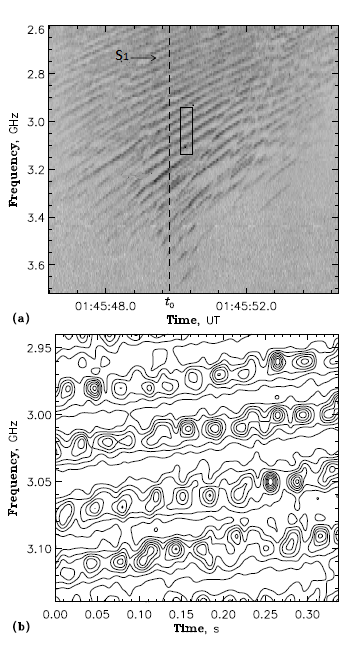 2.6
S1
2.8
3.0
3.2
3.4
3.6
Frequency, GHz
01:45:48.0 t₀ 01:45:52.0
(a) Time, UT
2.95
3.00
3.05
3.10
Frequency, GHz
0.00 0.05 0.10 0.15 0.20 0.25 0.30
(b) Time, s